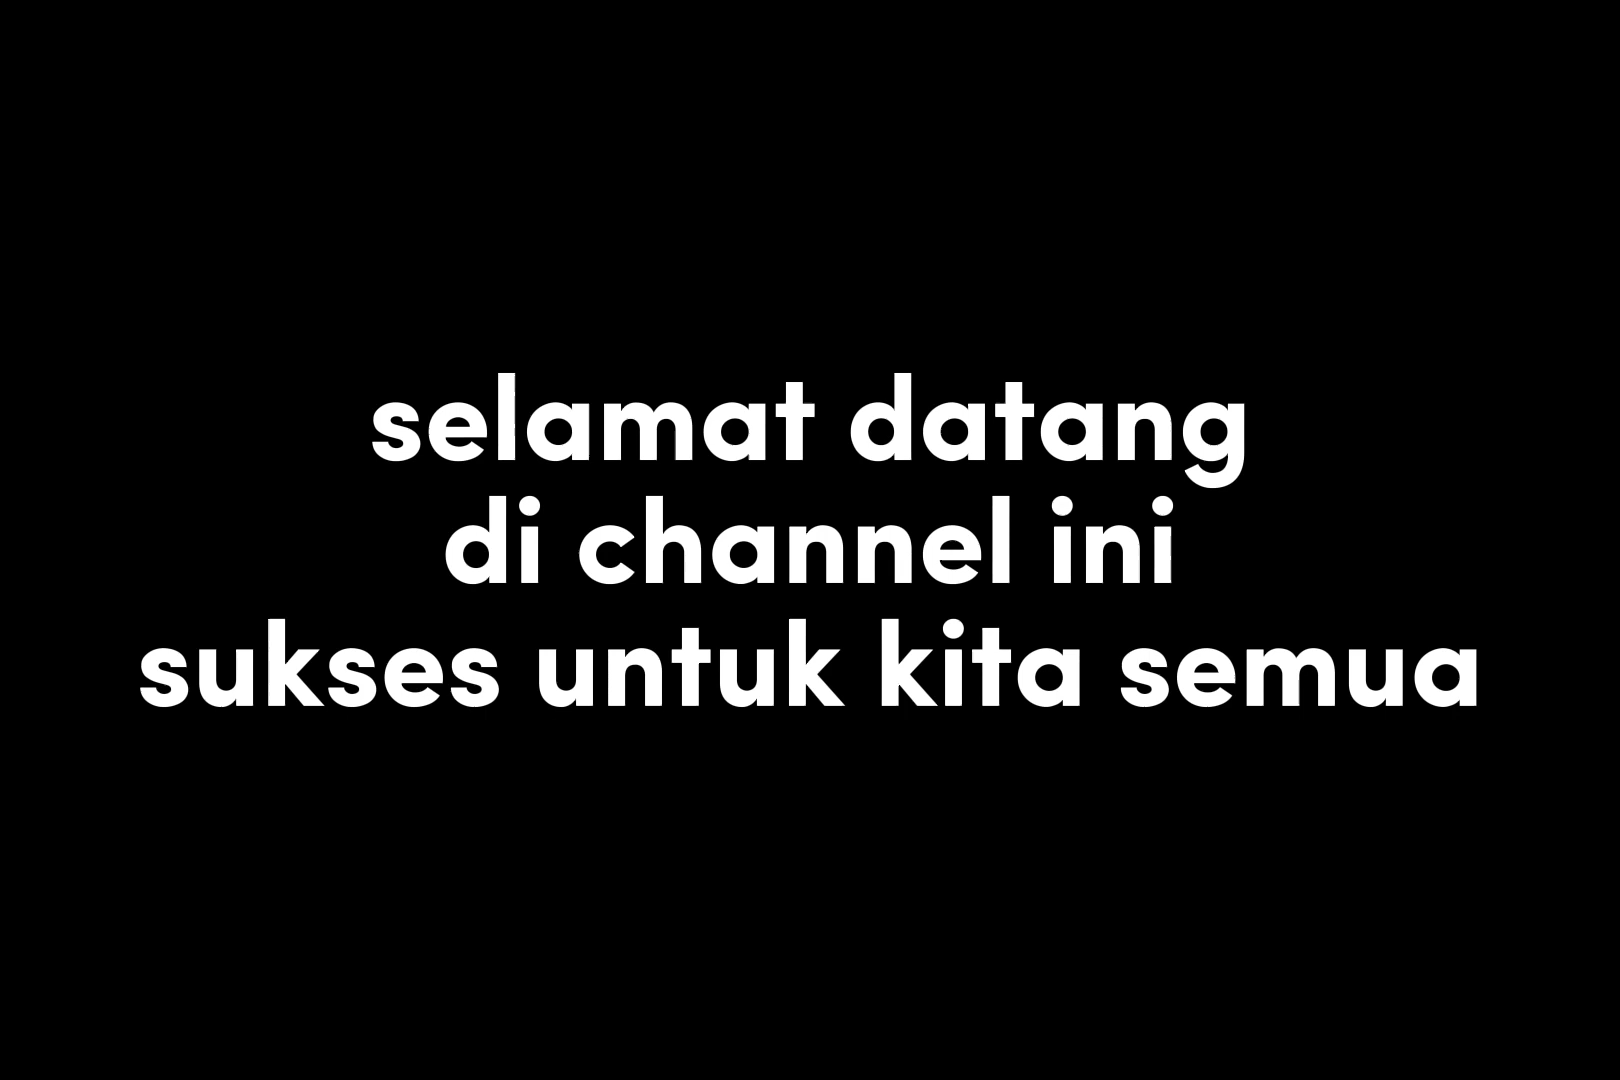 selamat datang
di channel ini
sukses untuk kita semua